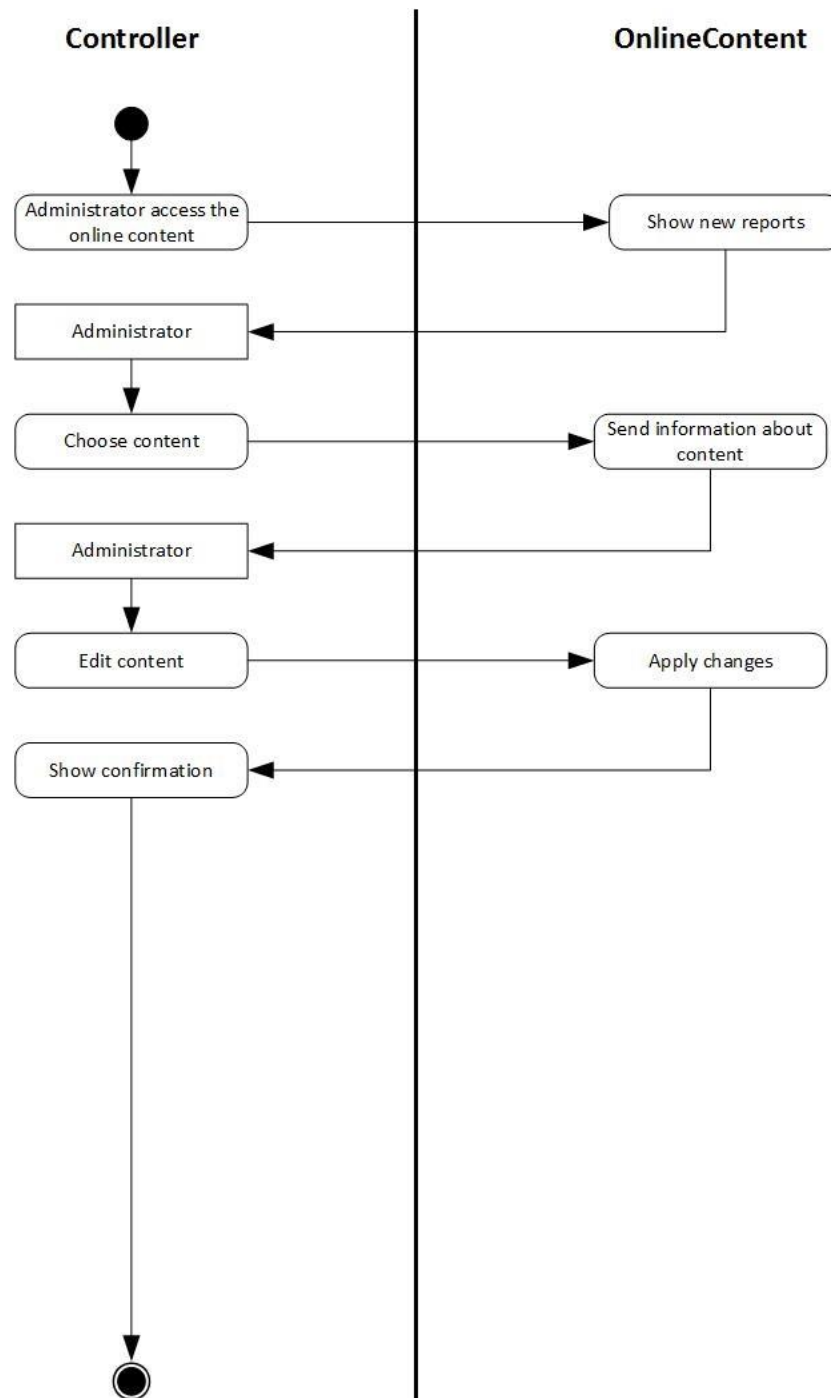 Controller
OnlineContent
Administrator access the
online content
Show new reports
Administrator
Choose content
Send information about
content
Administrator
Edit content
Apply changes
Show confirmation